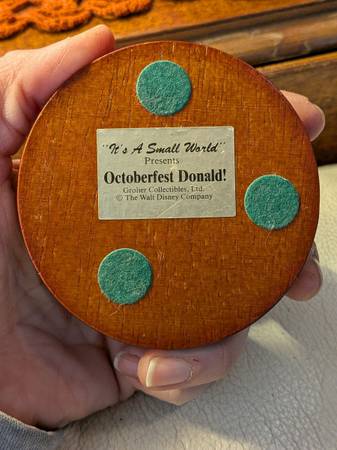 "It's A Small World"
Presents
Octoberfest Donald!
Grolier Collectibles, Ltd.
© The Walt Disney Company